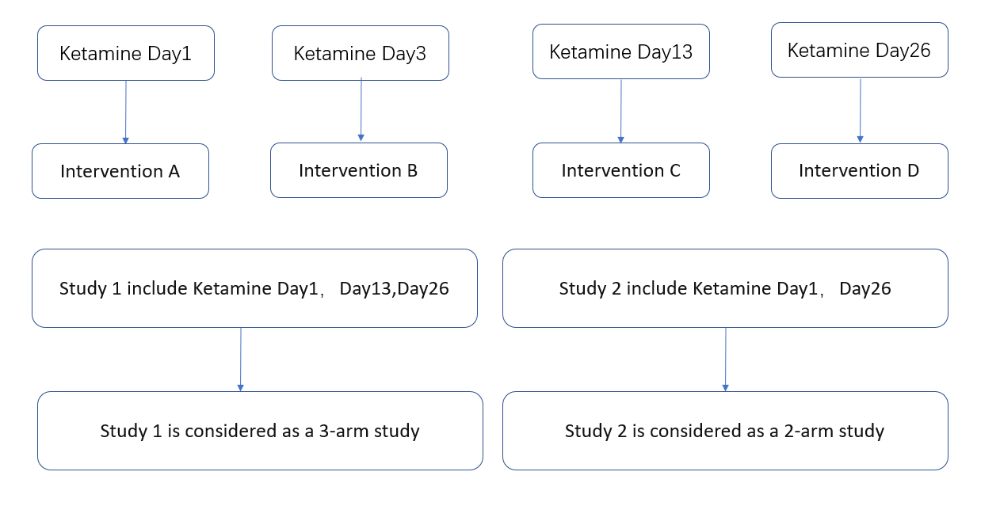 Ketamine Day1
Ketamine Day3
Ketamine Day13
Ketamine Day26
Intervention A
Intervention B
Intervention C
Intervention D
Study 1 include Ketamine Day1， Day13,Day26
Study 2 include Ketamine Day1， Day26
Study 1 is considered as a 3-arm study
Study 2 is considered as a 2-arm study